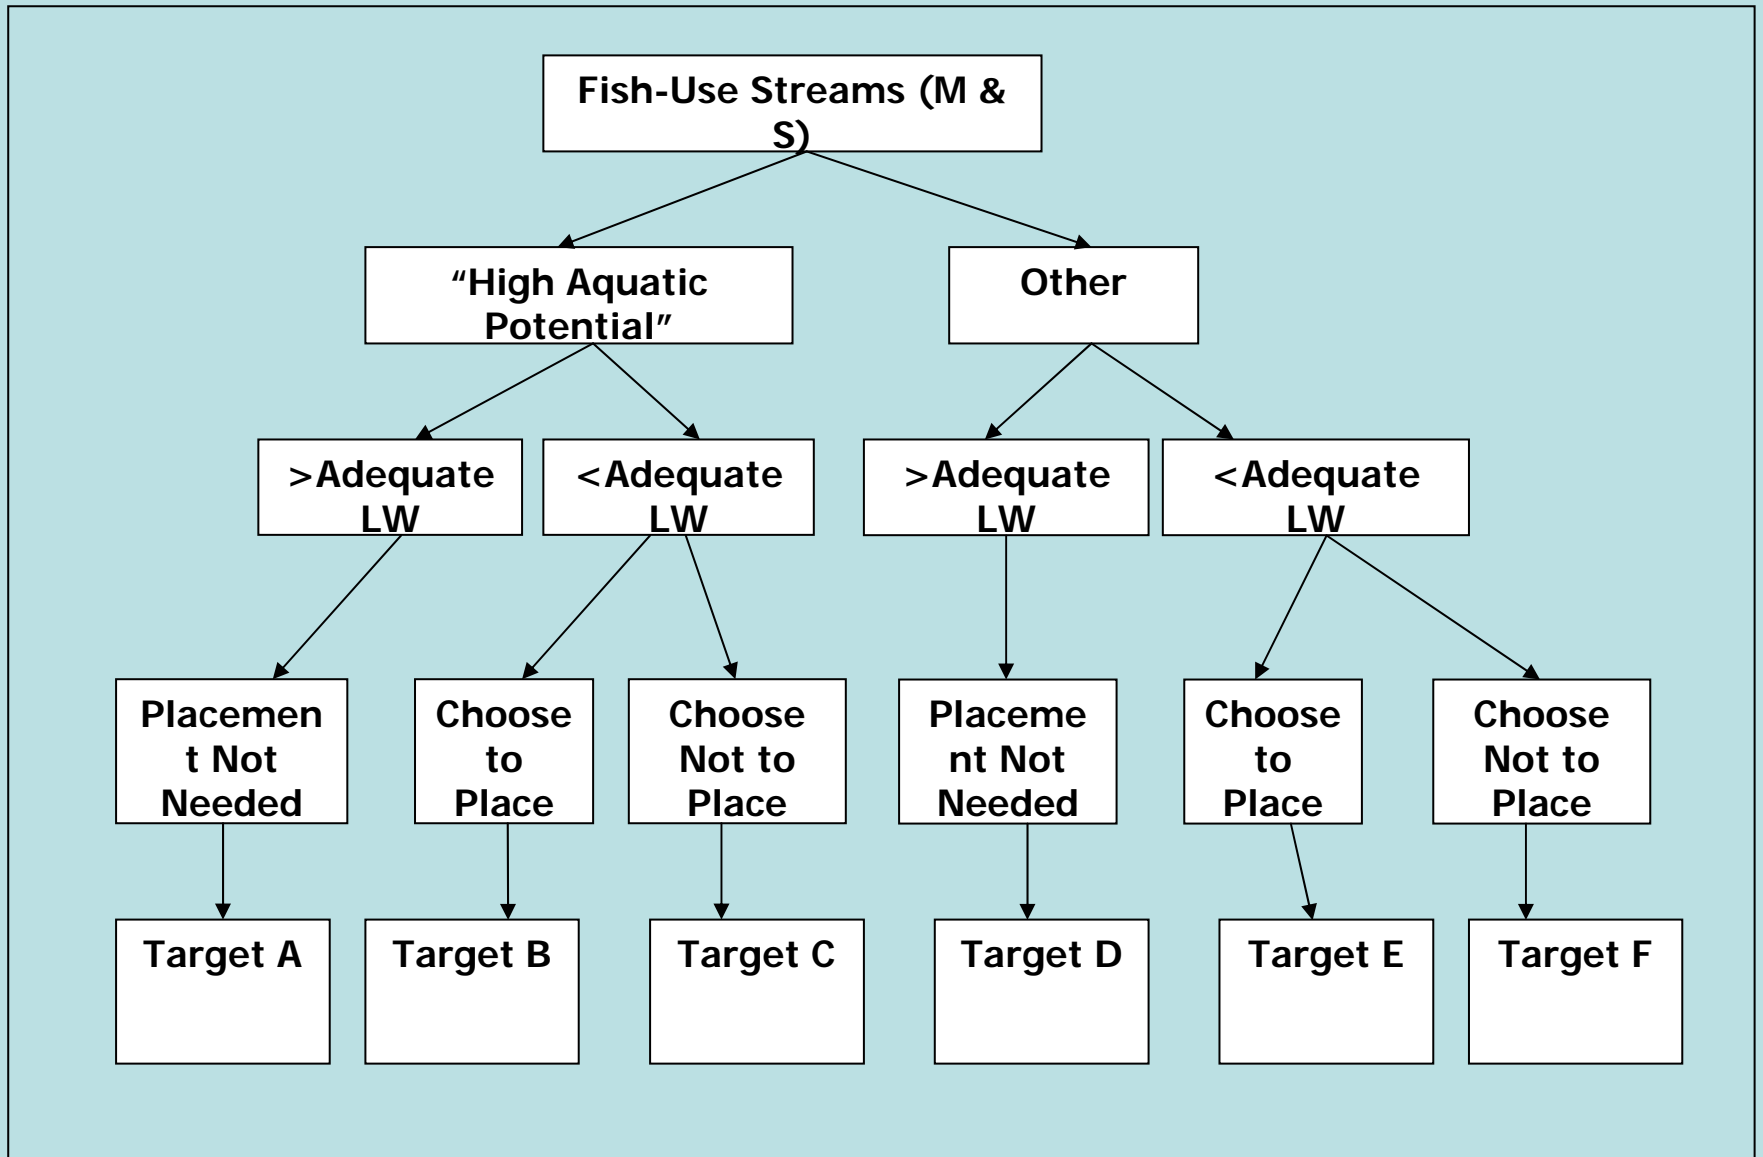 Fish-Use Streams (M &
S)
“High Aquatic
Potential”
Other
>Adequate
LW
<Adequate
LW
>Adequate
LW
<Adequate
LW
Placemen
t Not
Needed
Choose
to
Place
Choose
Not to
Place
Placeme
nt Not
Needed
Choose
to
Place
Choose
Not to
Place
Target A
Target B
Target C
Target D
Target E
Target F